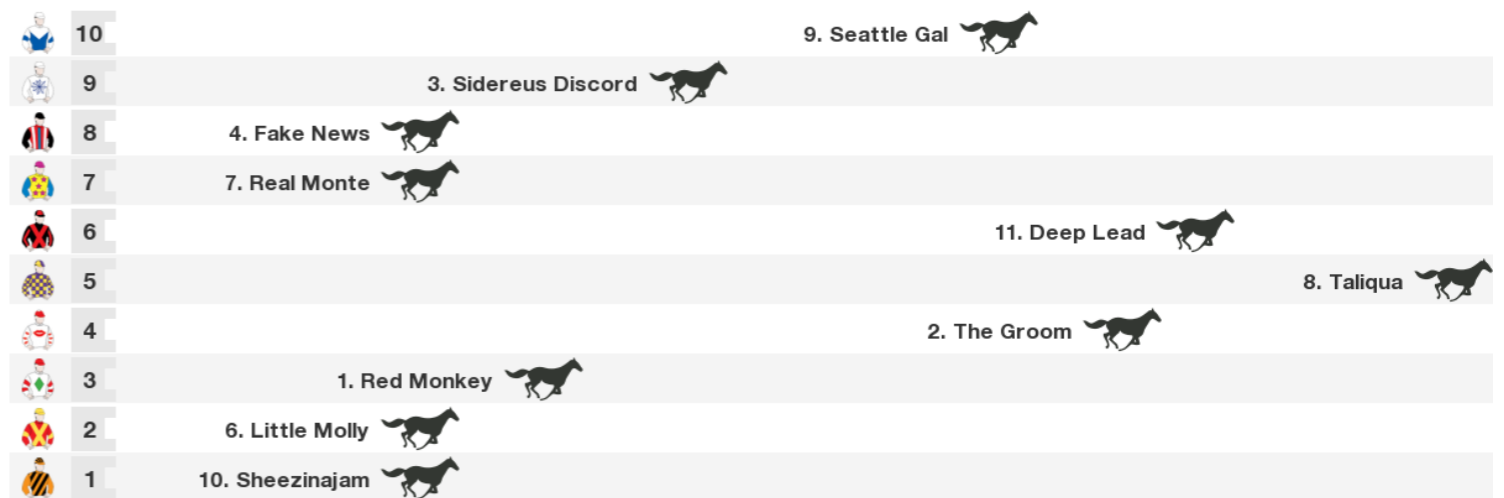 10 9. Seattle Gal
9 3. Sidereus Discord
8 4. Fake News
7 7. Real Monte
6 11. Deep Lead
5 8. Taliqua
4 2. The Groom
3 1. Red Monkey
2 6. Little Molly
1 10. Sheezinajam